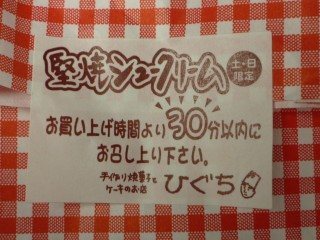 堅焼シュークリーム
土・日
限定
お買い上げ時間より30分以内に
お召し上り下さい。
手作り焼菓子と
ケーキのお店
ひぐち